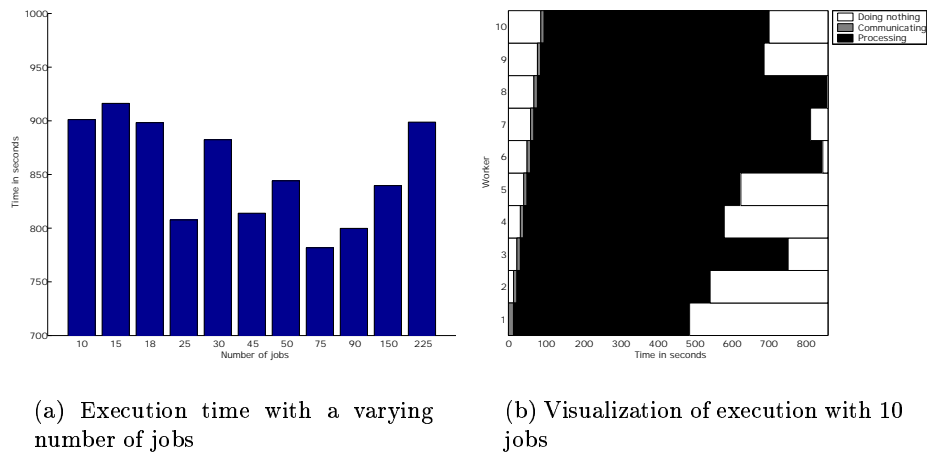 1000
950
900
850
800
750
700
Time in seconds
10 15 18 25 30 45 50 75 90 150 225
Number of jobs
(a) Execution time with a varying
number of jobs
10
9
8
7
6
5
4
3
2
1
Worker
0 100 200 300 400 500 600 700 800
Time in seconds
Doing nothing
Communicating
Processing
(b) Visualization of execution with 10
jobs